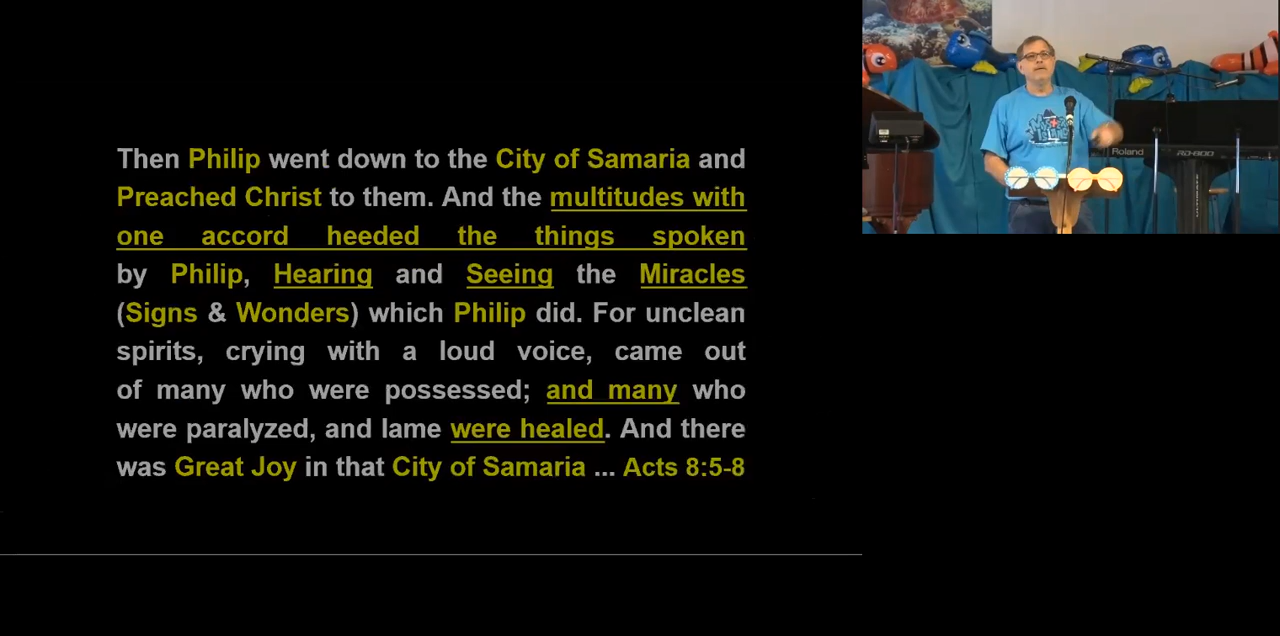 Then Philip went down to the City of Samaria and
Preached Christ to them. And the multitudes with
one accord heeded the things spoken
by Philip, Hearing and Seeing the Miracles
(Signs & Wonders) which Philip did. For unclean
spirits, crying with a loud voice, came out
of many who were possessed; and many who
were paralyzed, and lame were healed. And there
was Great Joy in that City of Samaria ... Acts 8:5-8
Roland
RD-800